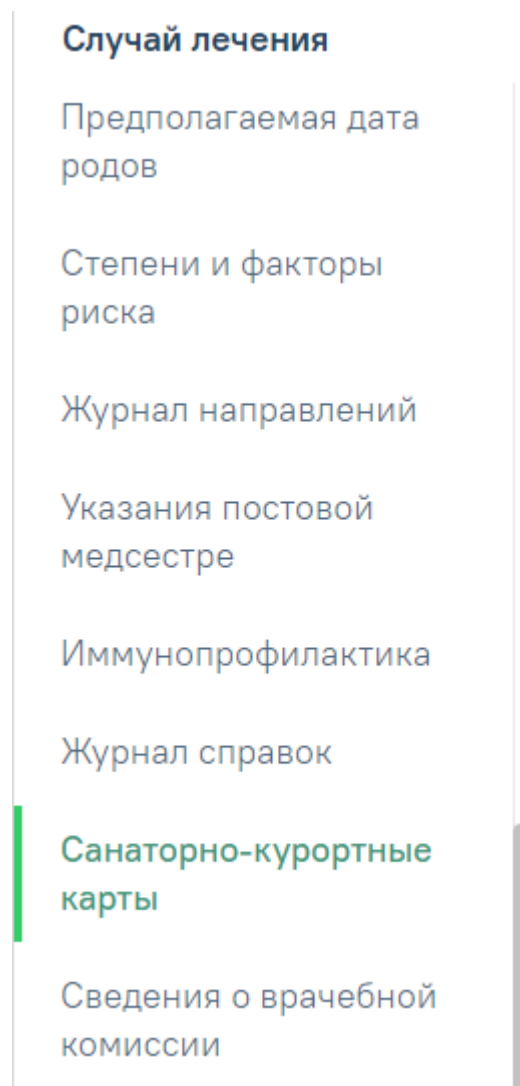 Случай лечения
Предполагаемая дата
родов
Степени и факторы
риска
Журнал направлений
Указания постовой
медсестре
Иммунопрофилактика
Журнал справок
Санаторно-курортные
карты
Сведения о врачебной
комиссии